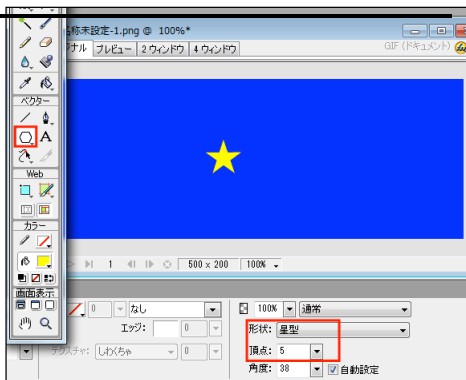 名称未設定-1.png @ 100%*
ナル プレビュー 2ウィンドウ 4ウィンドウ
GIF (ドキュメント)
ベクター
A
Web
カラー
画面表示
1 500 x 200 100%
0 なし
エッジ: 0
テクスチャ: しわくちゃ 0
100% 通常
形状: 星型
頂点: 5
角度: 38 自動設定